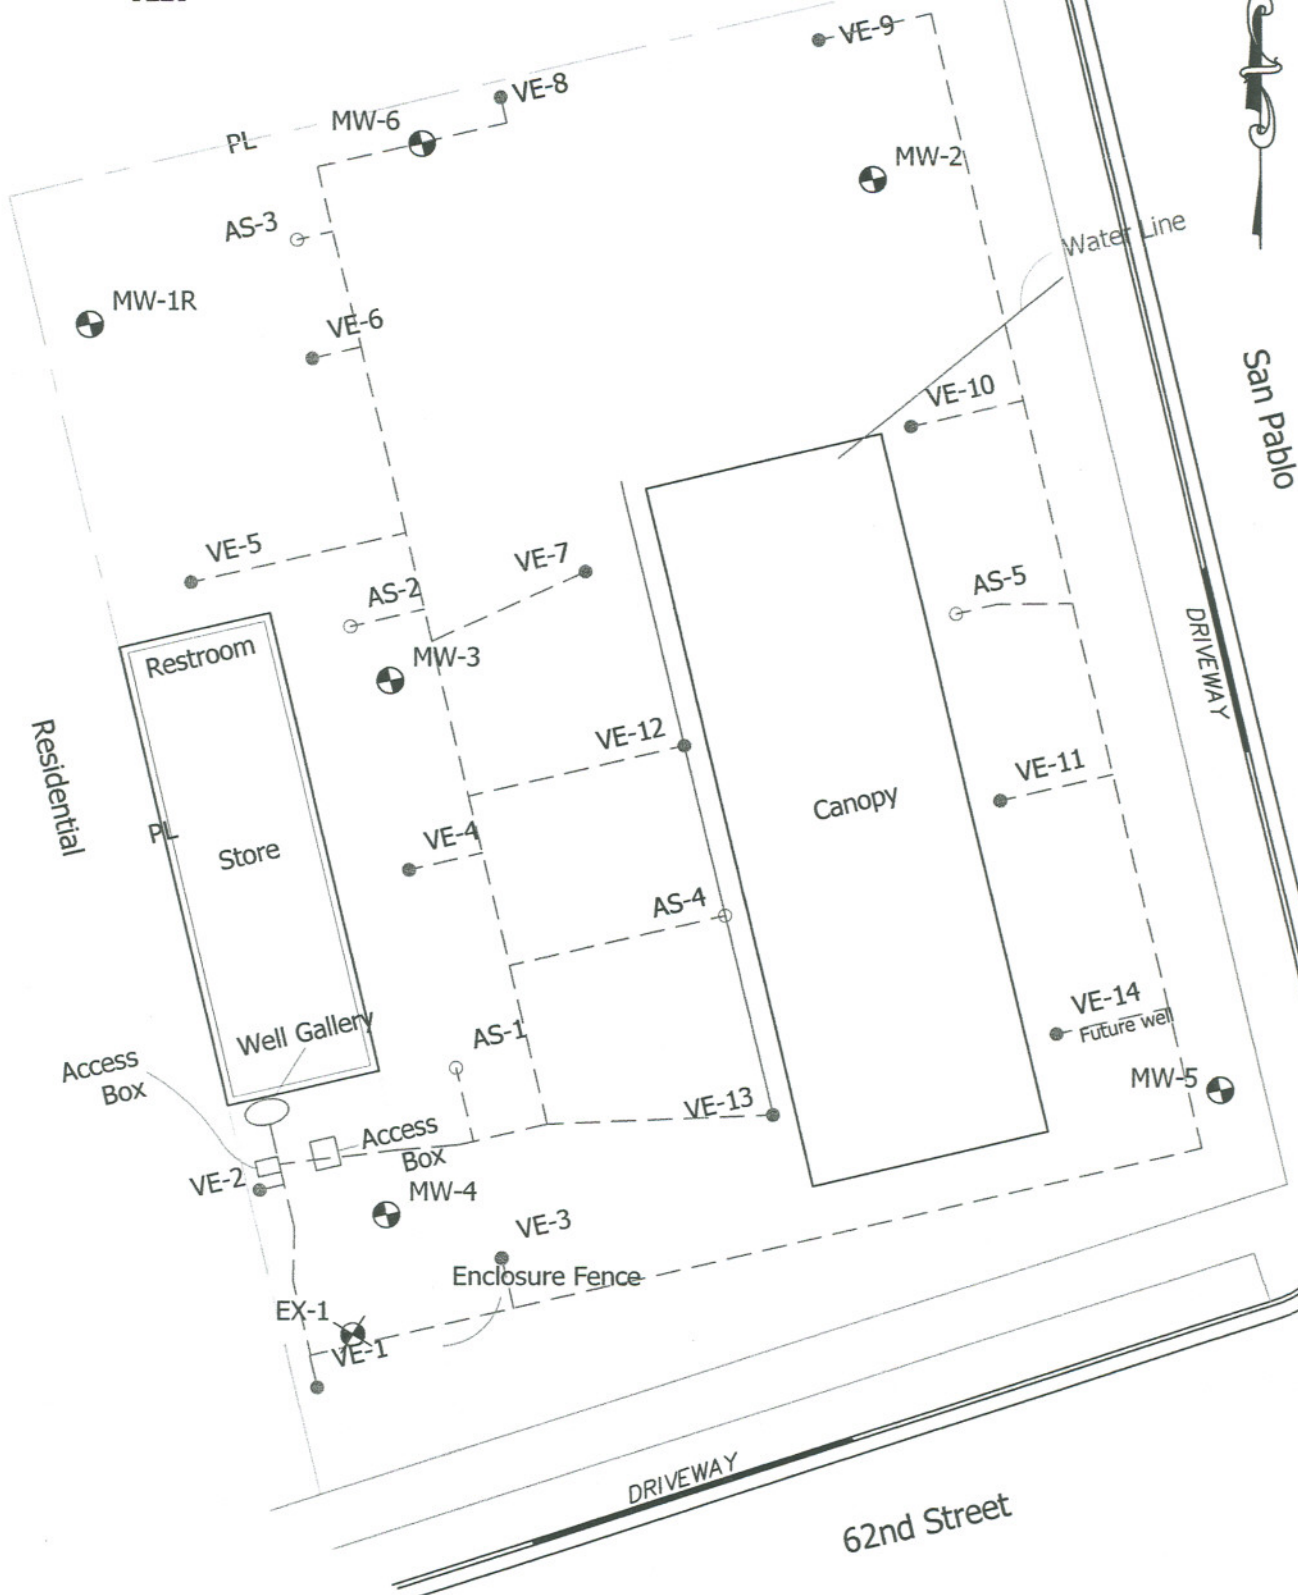 VE-9
VE-8
MW-6
PL
MW-2
AS-3
Water Line
MW-1R
VE-6
San Pablo
VE-10
VE-5
VE-7
AS-2
AS-5
Restroom
MW-3
DRIVEWAY
Residential
VE-12
VE-11
Canopy
PL
Store
VE-4
AS-4
VE-14
Future well
Well Gallery
AS-1
Access
Box
MW-5
VE-13
Access
Box
VE-2
MW-4
VE-3
Enclosure Fence
EX-1
VE-1
DRIVEWAY
62nd Street